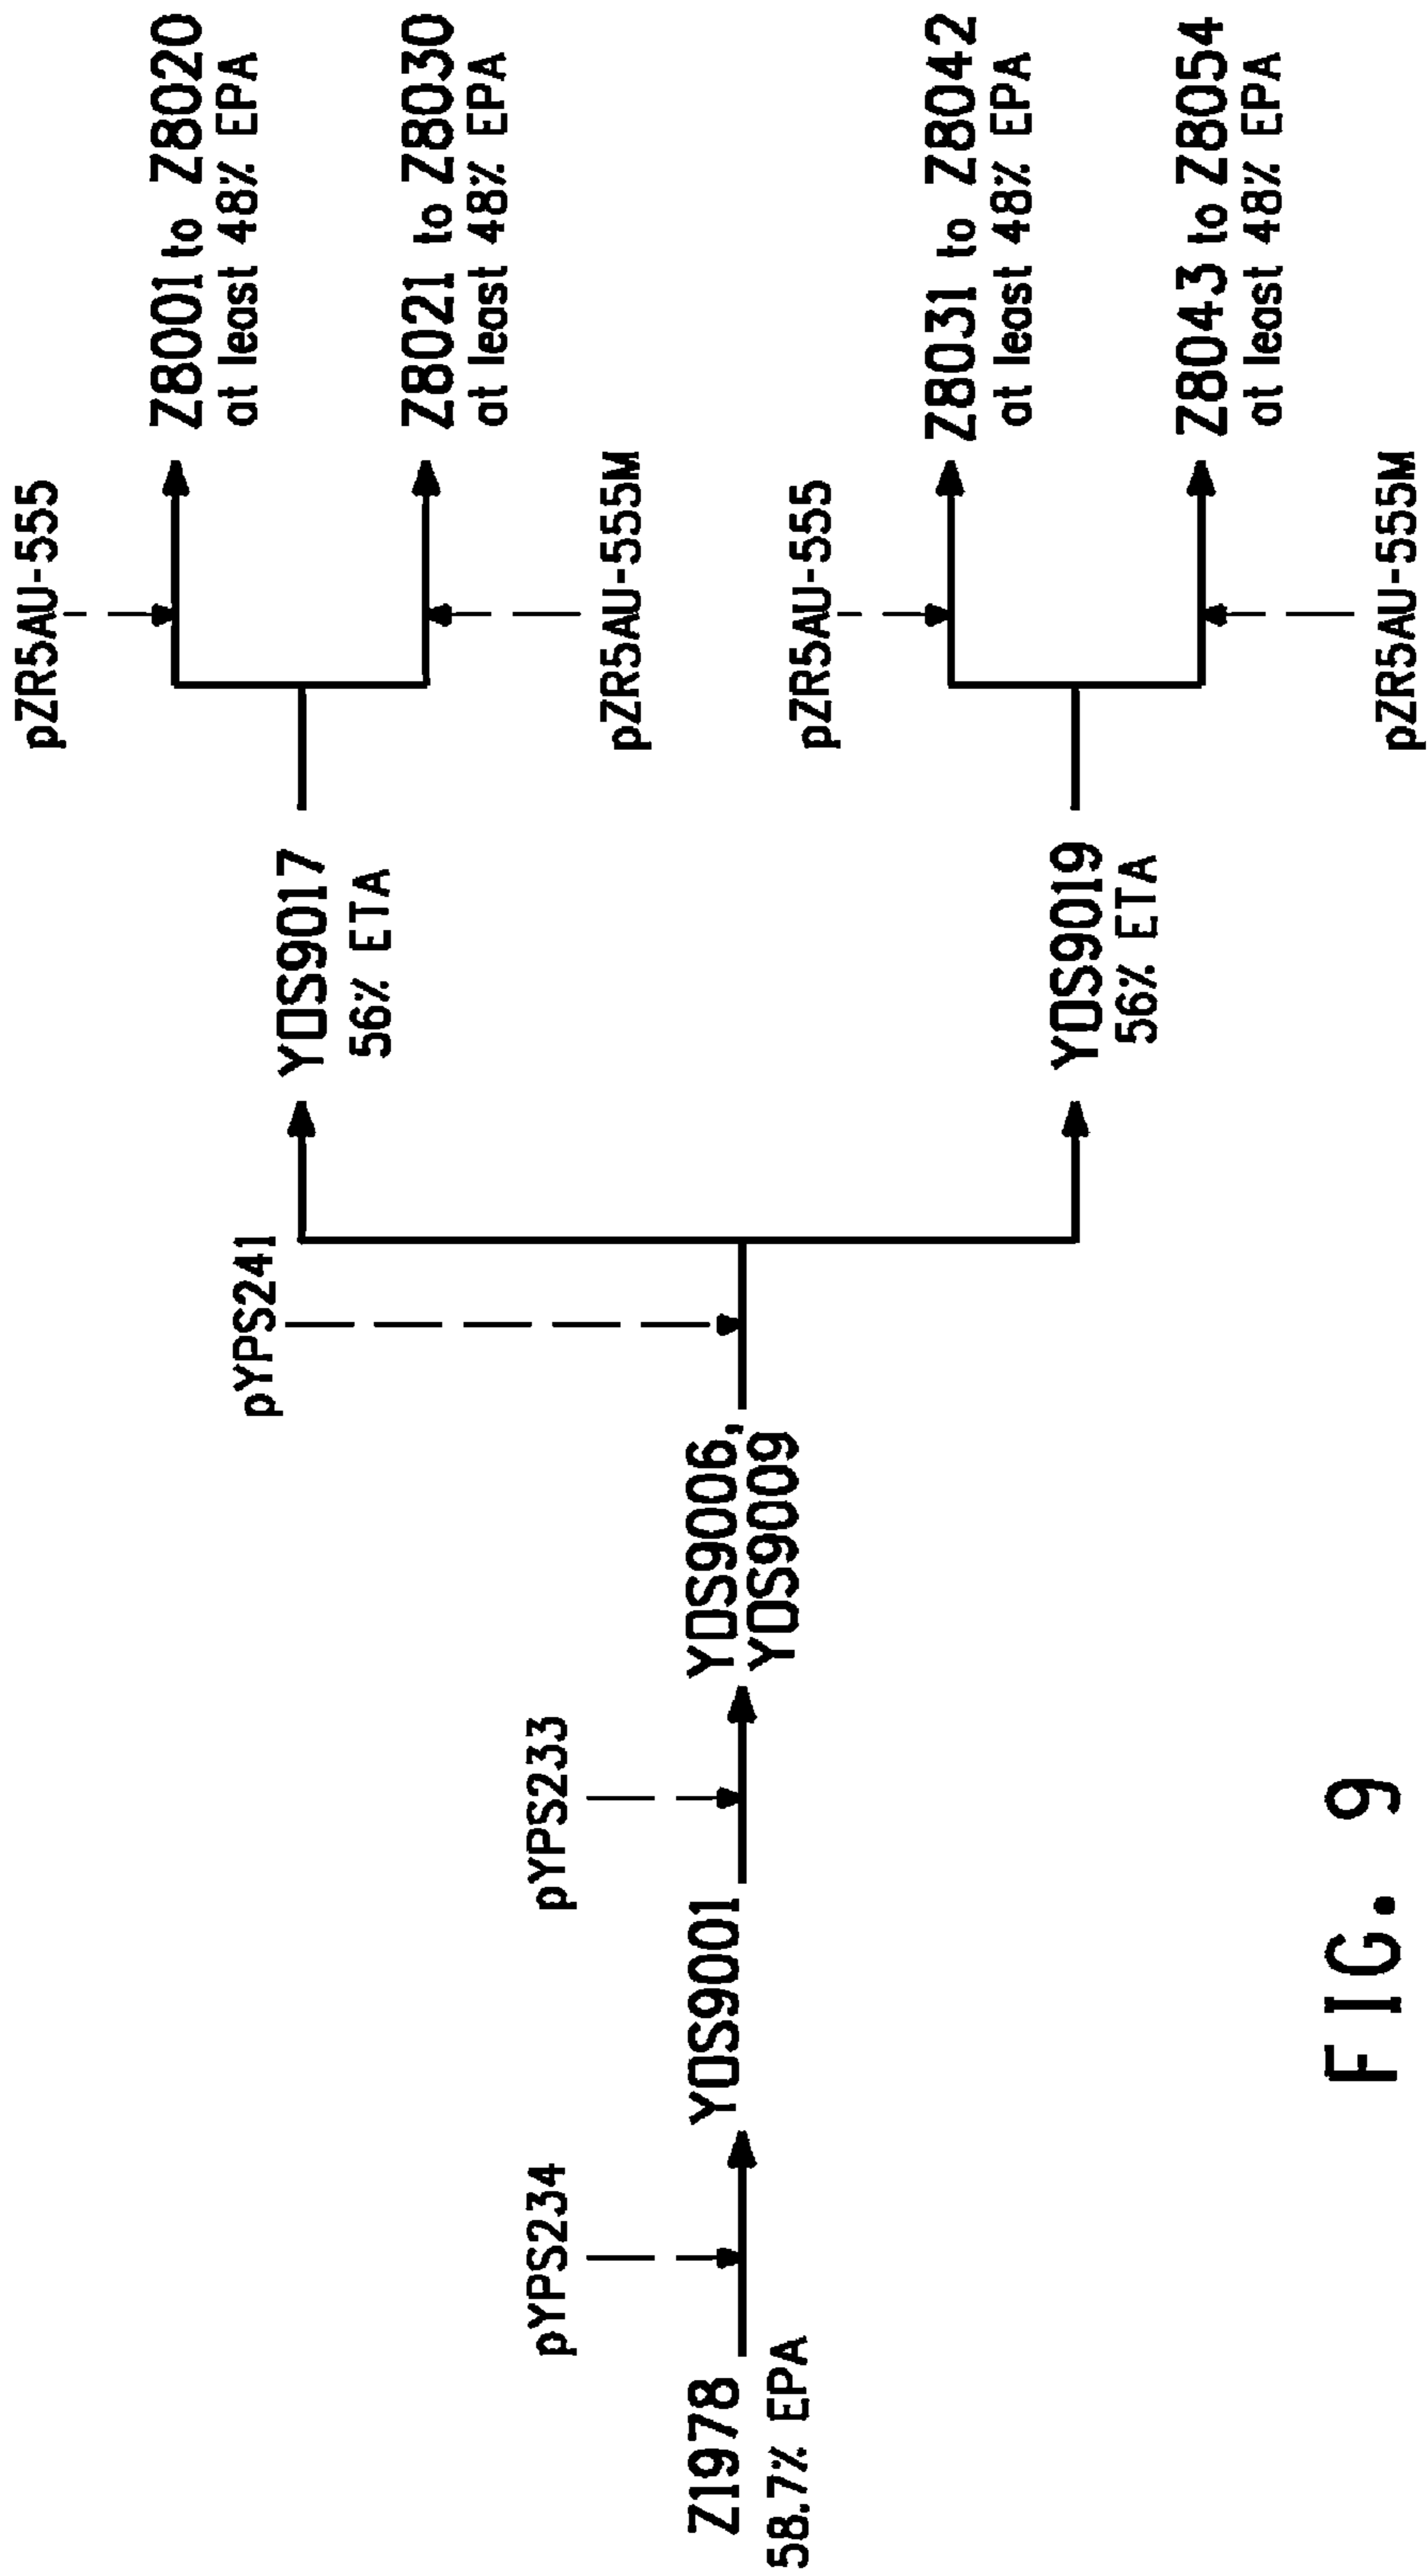 Z1978
58.7% EPA
pYPS234
YOS9001
pYPS233
YOS9006,
YOS9009
pYPS241
YOS9017
56% ETA
pZR5AU-555
Z8001 to Z8020
at least 48% EPA
pZR5AU-555M
Z8021 to Z8030
at least 48% EPA
YOS9019
56% ETA
pZR5AU-555
Z8031 to Z8042
at least 48% EPA
pZR5AU-555M
Z8043 to Z8054
at least 48% EPA
FIG. 9